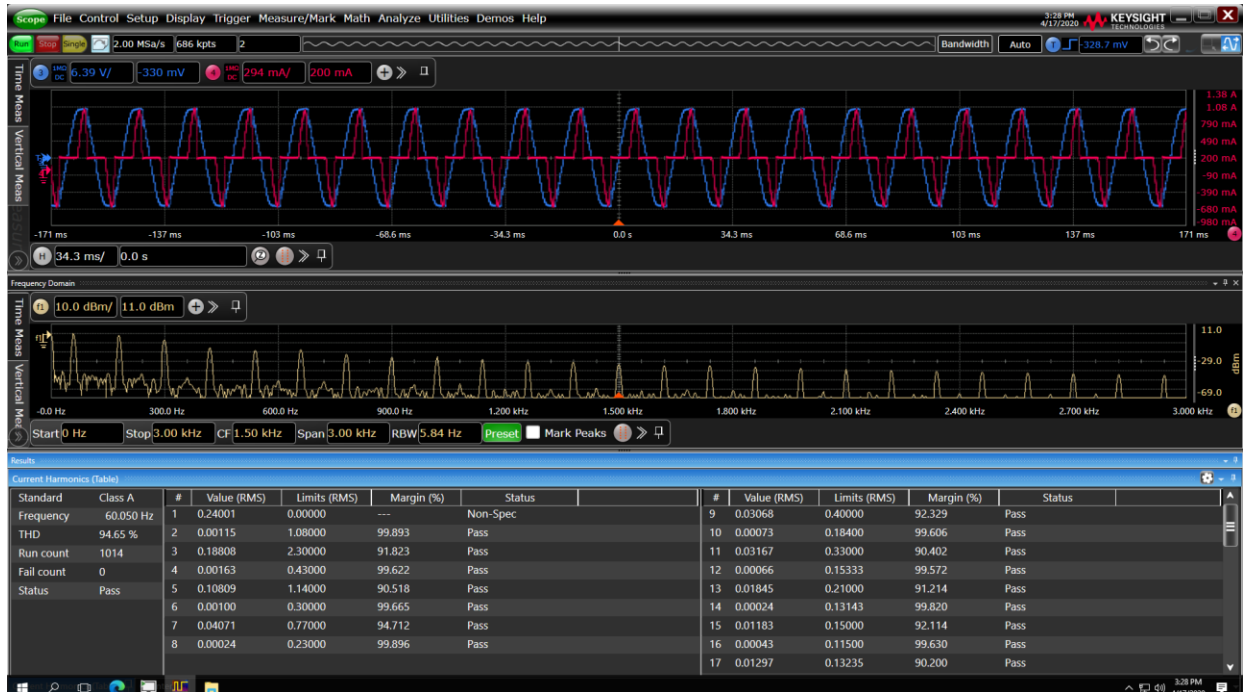 Scope File Control Setup Display Trigger Measure/Mark Math Analyze Utilities Demos Help
3:28 PM
4/17/2020
KEYSIGHT
TECHNOLOGIES
Run Stop Single 2.00 MSa/s 686 kpts 2 Bandwidth Auto 1 -328.7 mV
Time Meas
Vertical Meas
3 1MΩ DC 6.39 V/ -330 mV 4 1MΩ DC 294 mA/ 200 mA
1.38 A
1.08 A
790 mA
490 mA
200 mA
-90 mA
-390 mA
-680 mA
-980 mA
-171 ms -137 ms -103 ms -68.6 ms -34.3 ms 0.0 s 34.3 ms 68.6 ms 103 ms 137 ms 171 ms 4
H 34.3 ms/ 0.0 s
Frequency Domain
Time Meas
Vertical Mea
f1 10.0 dBm/ 11.0 dBm
f1
11.0
-29.0
-69.0
dBm
-0.0 Hz 300.0 Hz 600.0 Hz 900.0 Hz 1.200 kHz 1.500 kHz 1.800 kHz 2.100 kHz 2.400 kHz 2.700 kHz 3.000 kHz f1
Start 0 Hz Stop 3.00 kHz CF 1.50 kHz Span 3.00 kHz RBW 5.84 Hz Preset Mark Peaks
Results
Current Harmonics (Table)
Standard Class A
Frequency 60.050 Hz
THD 94.65 %
Run count 1014
Fail count 0
Status Pass
# Value (RMS) Limits (RMS) Margin (%) Status
1 0.24001 0.00000 --- Non-Spec
2 0.00115 1.08000 99.893 Pass
3 0.18808 2.30000 91.823 Pass
4 0.00163 0.43000 99.622 Pass
5 0.10809 1.14000 90.518 Pass
6 0.00100 0.30000 99.665 Pass
7 0.04071 0.77000 94.712 Pass
8 0.00024 0.23000 99.896 Pass
# Value (RMS) Limits (RMS) Margin (%) Status
9 0.03068 0.40000 92.329 Pass
10 0.00073 0.18400 99.606 Pass
11 0.03167 0.33000 90.402 Pass
12 0.00066 0.15333 99.572 Pass
13 0.01845 0.21000 91.214 Pass
14 0.00024 0.13143 99.820 Pass
15 0.01183 0.15000 92.114 Pass
16 0.00043 0.11500 99.630 Pass
17 0.01297 0.13235 90.200 Pass
3:28 PM